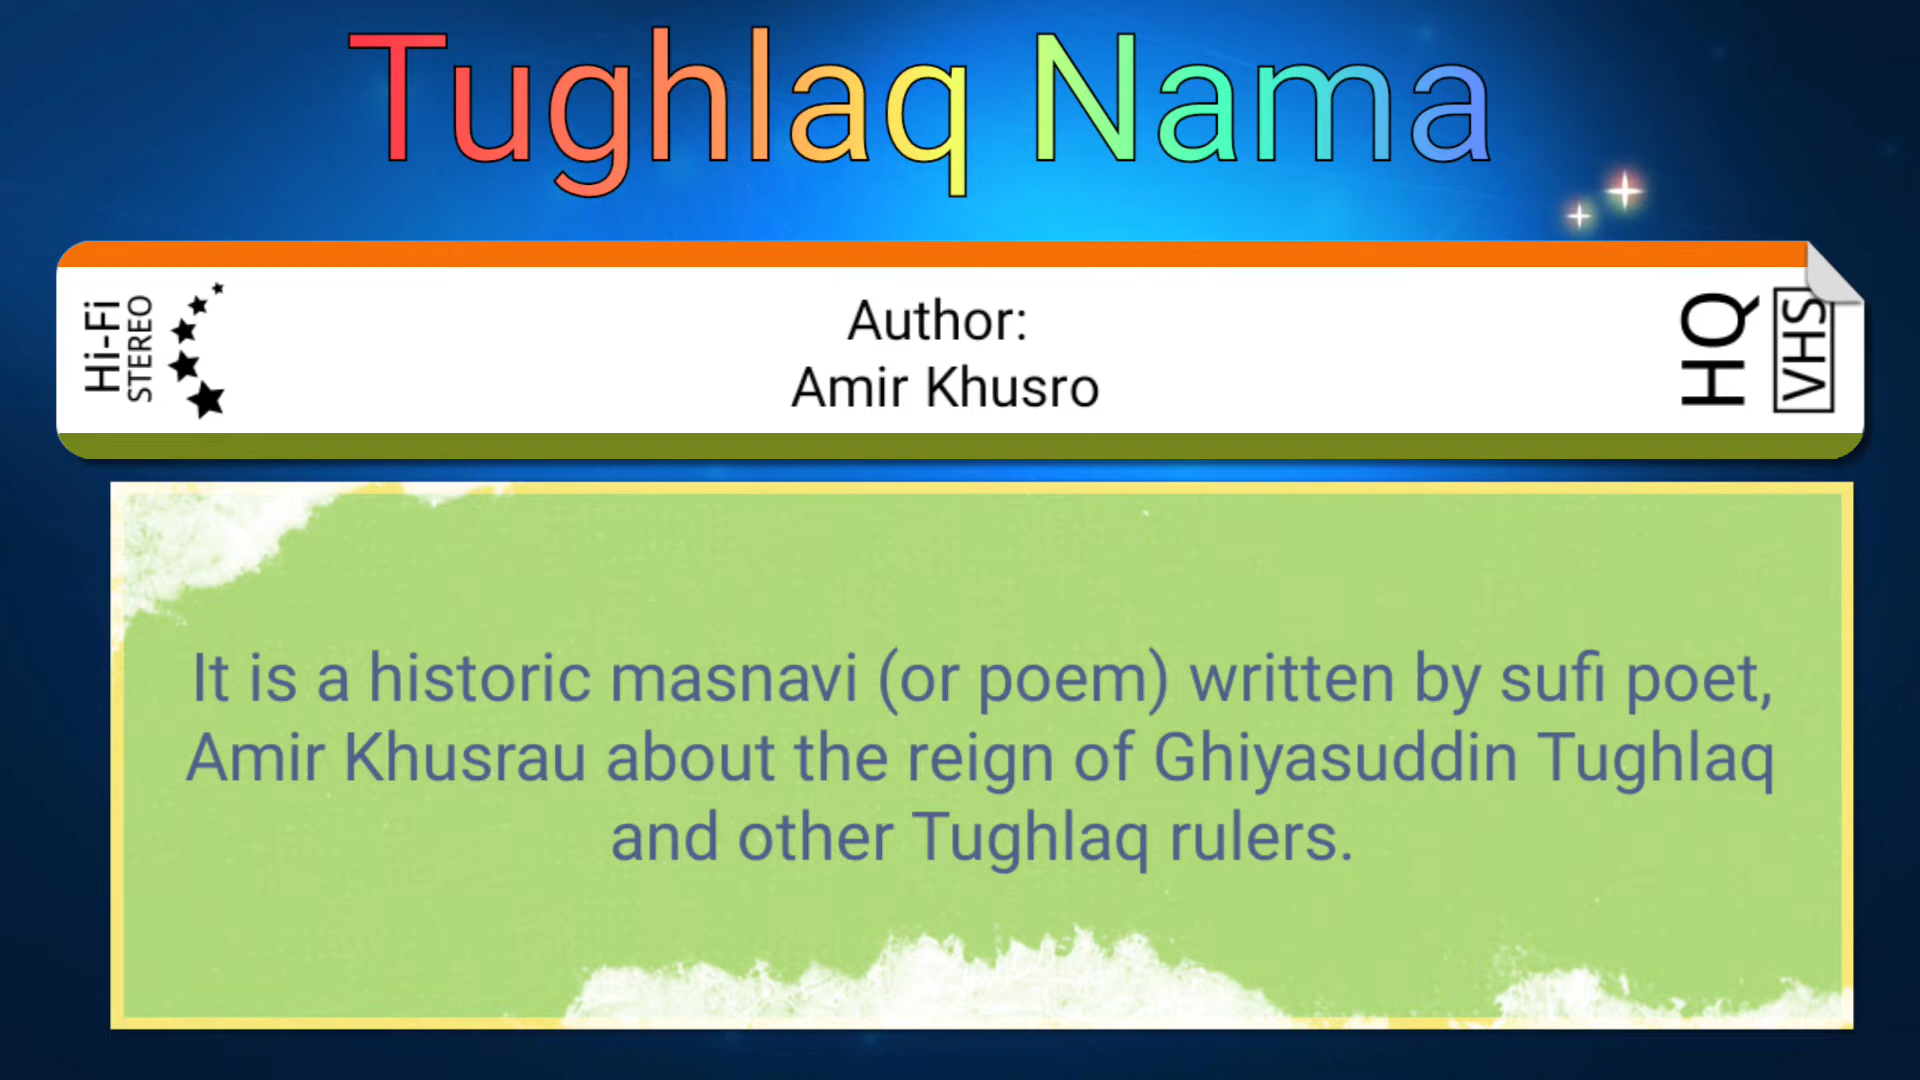 Tughlaq Nama
Hi-Fi
STEREO
Author:
Amir Khusro
HQ
VHS
It is a historic masnavi (or poem) written by sufi poet,
Amir Khusrau about the reign of Ghiyasuddin Tughlaq
and other Tughlaq rulers.